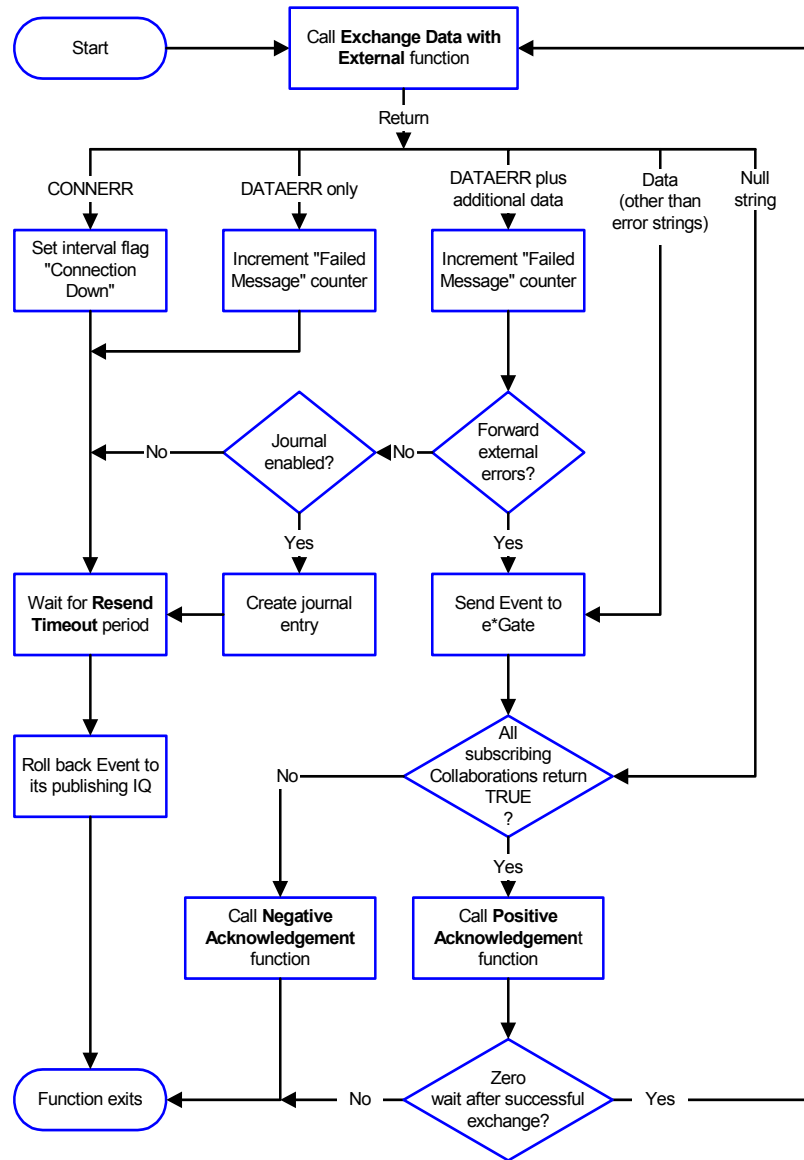 Start
Call Exchange Data with
External function
Return
CONNERR
DATAERR only
DATAERR plus
additional data
Data
(other than
error strings)
Null
string
Set interval flag
"Connection
Down"
Increment "Failed
Message" counter
Increment "Failed
Message" counter
Journal
enabled?
Forward
external
errors?
No
No
Yes
Yes
Wait for Resend
Timeout period
Create journal
entry
Send Event to
e*Gate
Roll back Event to
its publishing IQ
All
subscribing
Collaborations return
TRUE
?
No
Yes
Call Negative
Acknowledgement
function
Call Positive
Acknowledgement
function
Function exits
No
Zero
wait after successful
exchange?
Yes